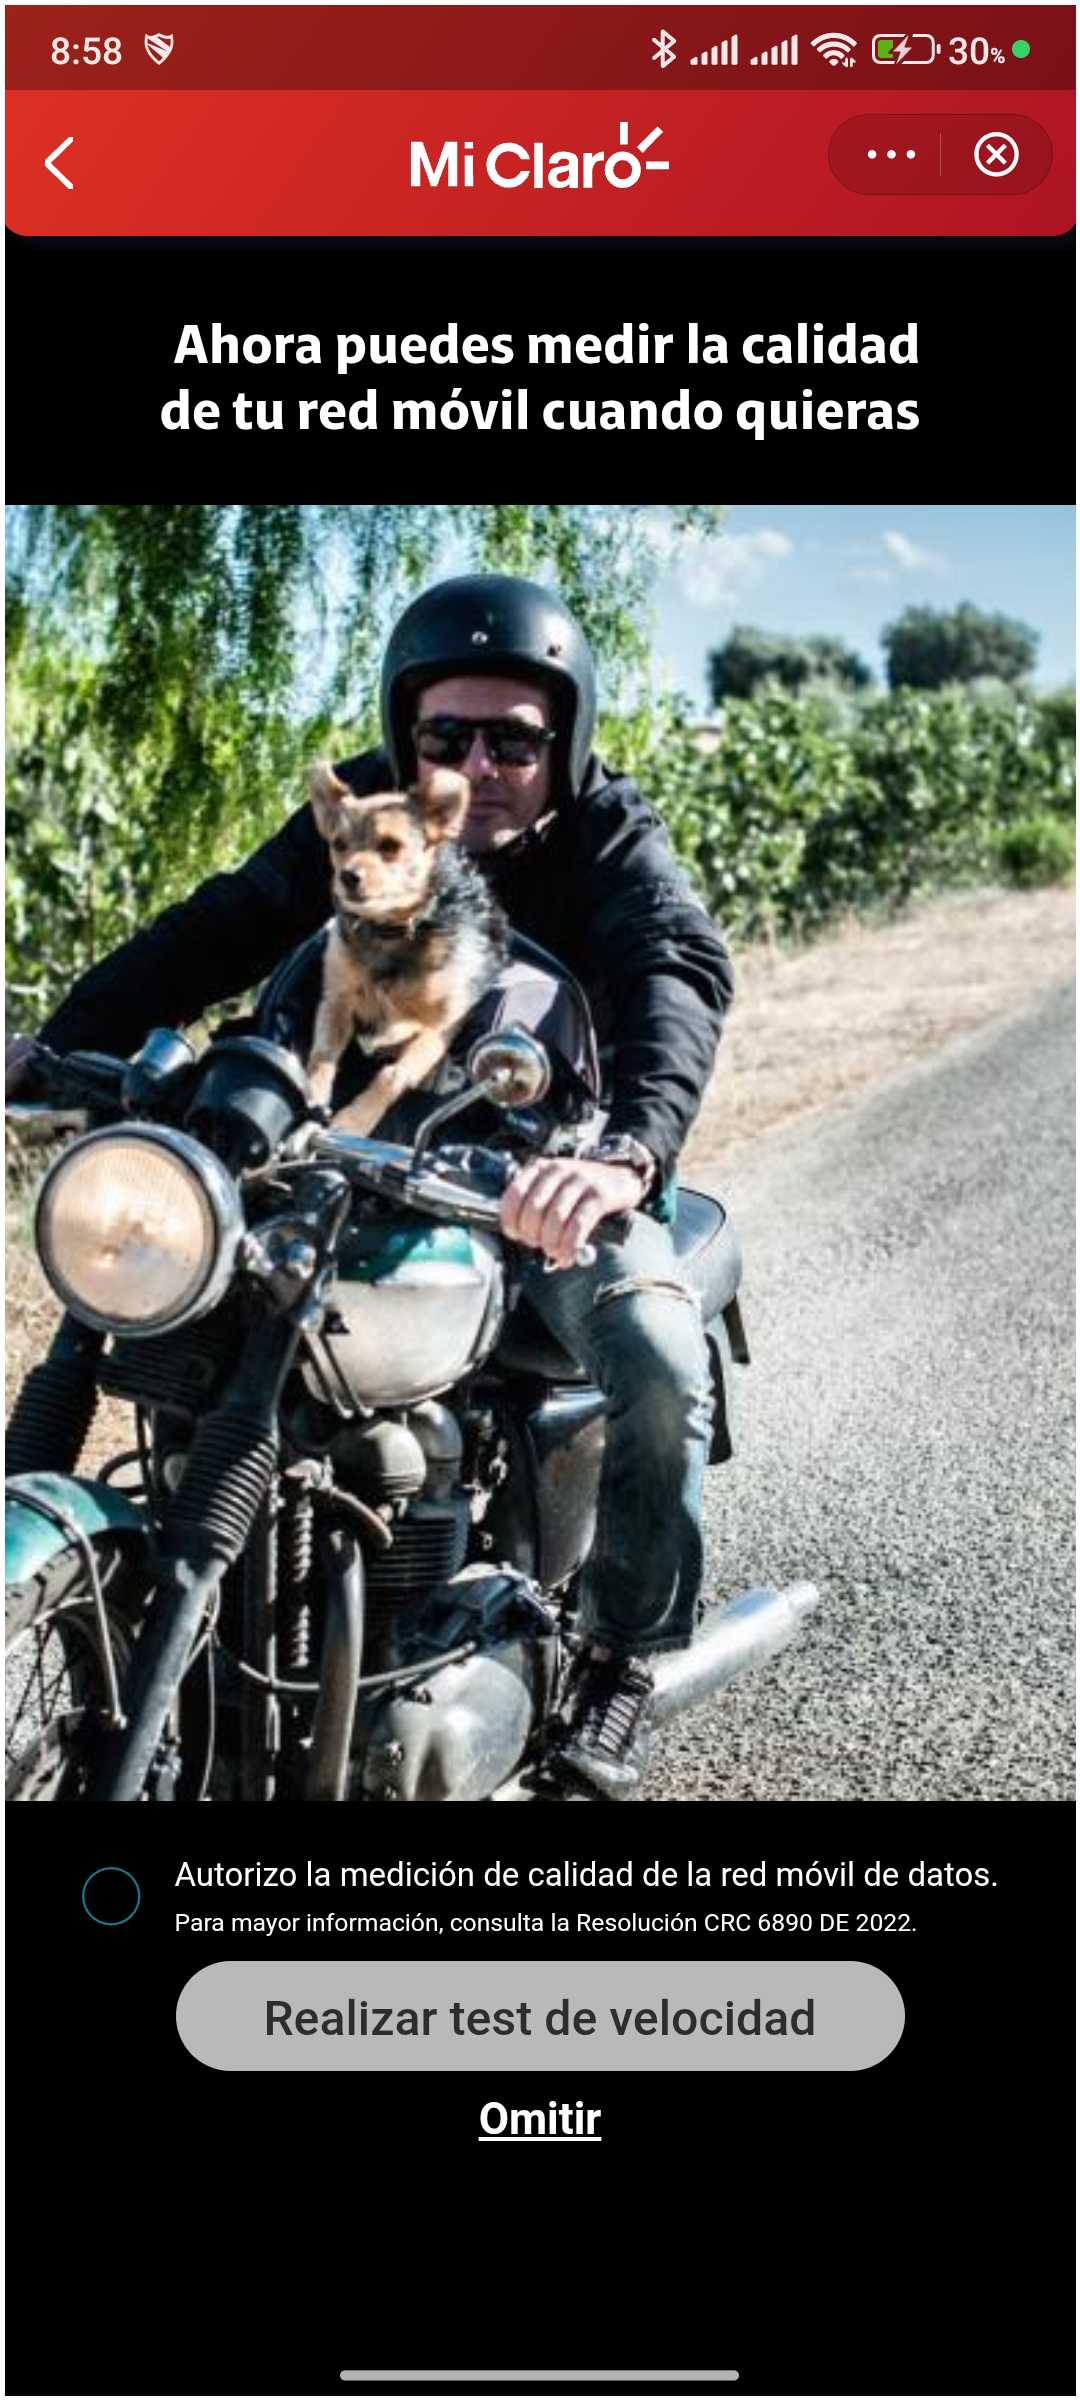 8:58
30%
Mi Claro
Ahora puedes medir la calidad
de tu red móvil cuando quieras
Autorizo la medición de calidad de la red móvil de datos.
Para mayor información, consulta la Resolución CRC 6890 DE 2022.
Realizar test de velocidad
Omitir